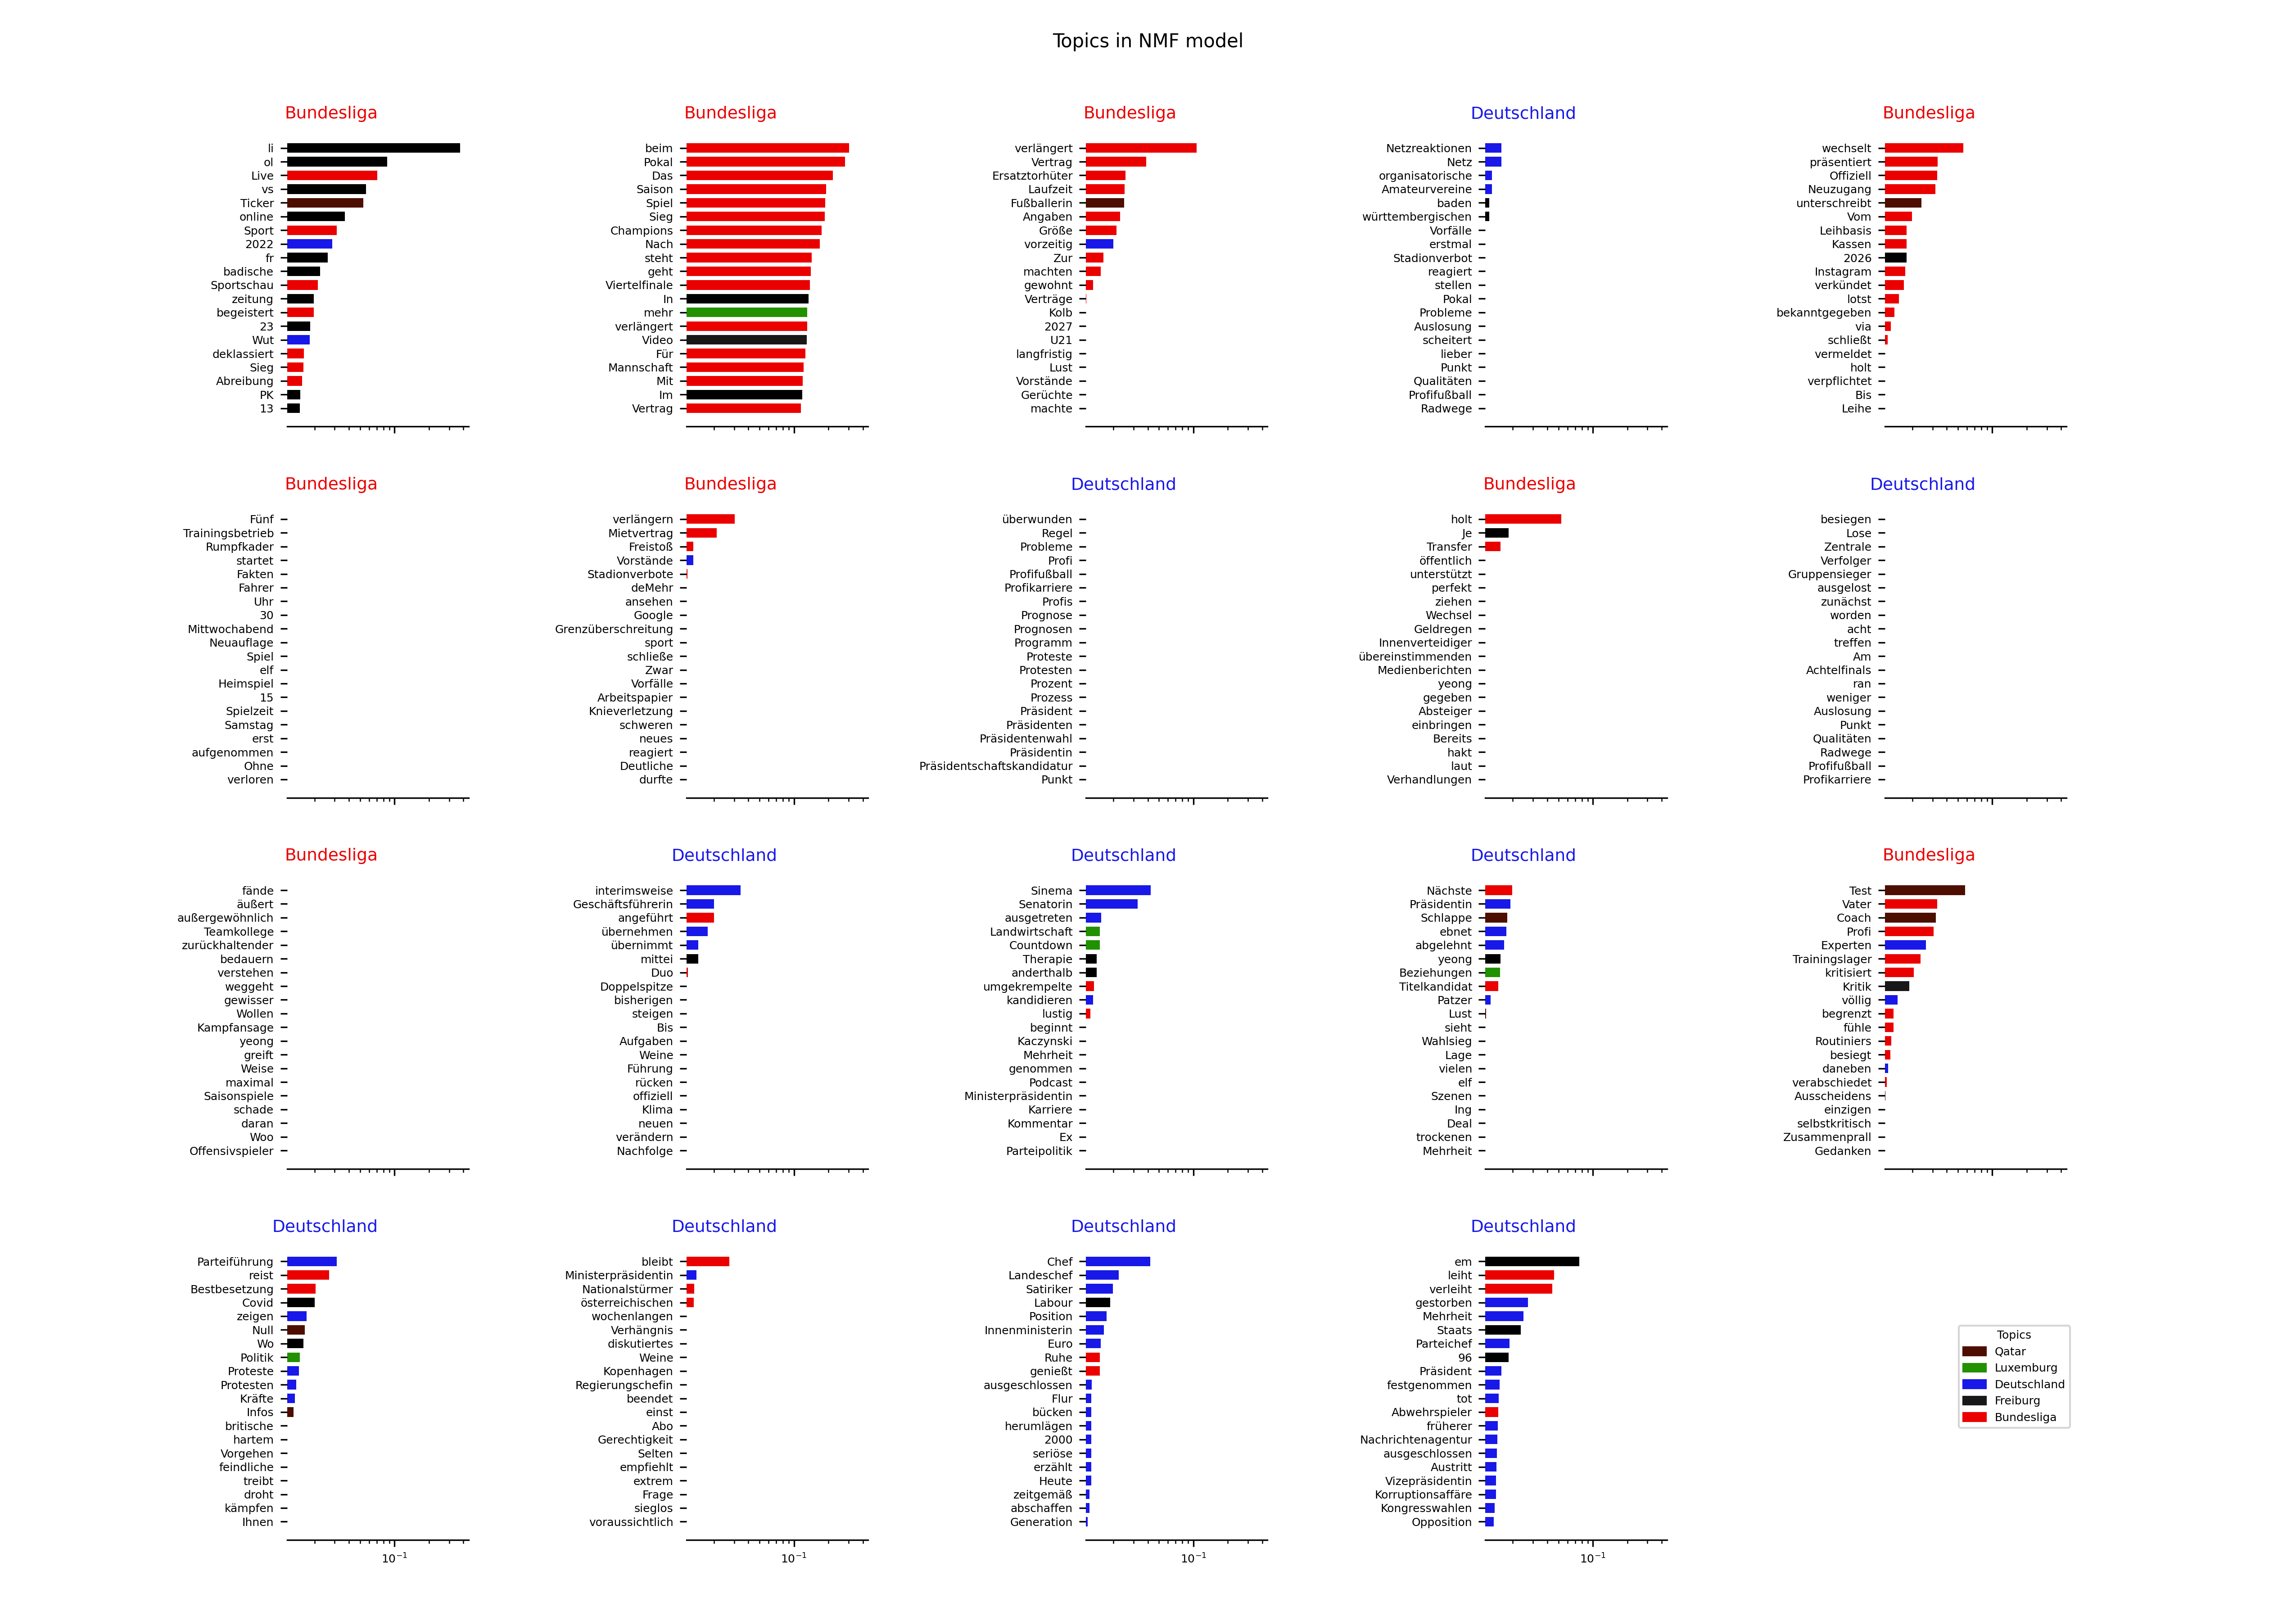 Topics in NMF model
Bundesliga
li
ol
Live
vs
Ticker
online
Sport
2022
fr
badische
Sportschau
zeitung
begeistert
23
Wut
deklassiert
Sieg
Abreibung
PK
13
Bundesliga
beim
Pokal
Das
Saison
Spiel
Sieg
Champions
Nach
steht
geht
Viertelfinale
In
mehr
verlängert
Video
Für
Mannschaft
Mit
Im
Vertrag
Bundesliga
verlängert
Vertrag
Ersatztorhüter
Laufzeit
Fußballerin
Angaben
Größe
vorzeitig
Zur
machten
gewohnt
Verträge
Kolb
2027
U21
langfristig
Lust
Vorstände
Gerüchte
machte
Deutschland
Netzreaktionen
Netz
organisatorische
Amateurvereine
baden
württembergischen
Vorfälle
erstmal
Stadionverbot
reagiert
stellen
Pokal
Probleme
Auslosung
scheitert
lieber
Punkt
Qualitäten
Profifußball
Radwege
Bundesliga
wechselt
präsentiert
Offiziell
Neuzugang
unterschreibt
Vom
Leihbasis
Kassen
2026
Instagram
verkündet
lotst
bekanntgegeben
via
schließt
vermeldet
holt
verpflichtet
Bis
Leihe
Bundesliga
Fünf
Trainingsbetrieb
Rumpfkader
startet
Fakten
Fahrer
Uhr
30
Mittwochabend
Neuauflage
Spiel
elf
Heimspiel
15
Spielzeit
Samstag
erst
aufgenommen
Ohne
verloren
Bundesliga
verlängern
Mietvertrag
Freistoß
Vorstände
Stadionverbote
deMehr
ansehen
Google
Grenzüberschreitung
sport
schließe
Zwar
Vorfälle
Arbeitspapier
Knieverletzung
schweren
neues
reagiert
Deutliche
durfte
Deutschland
überwunden
Regel
Probleme
Profi
Profifußball
Profikarriere
Profis
Prognose
Prognosen
Programm
Proteste
Protesten
Prozent
Prozess
Präsident
Präsidenten
Präsidentenwahl
Präsidentin
Präsidentschaftskandidatur
Punkt
Bundesliga
holt
Je
Transfer
öffentlich
unterstützt
perfekt
ziehen
Wechsel
Geldregen
Innenverteidiger
übereinstimmenden
Medienberichten
yeong
gegeben
Absteiger
einbringen
Bereits
hakt
laut
Verhandlungen
Deutschland
besiegen
Lose
Zentrale
Verfolger
Gruppensieger
ausgelost
zunächst
worden
acht
treffen
Am
Achtelfinals
ran
weniger
Auslosung
Punkt
Qualitäten
Radwege
Profifußball
Profikarriere
Bundesliga
fände
äußert
außergewöhnlich
Teamkollege
zurückhaltender
bedauern
verstehen
weggeht
gewisser
Wollen
Kampfansage
yeong
greift
Weise
maximal
Saisonspiele
schade
daran
Woo
Offensivspieler
Deutschland
interimsweise
Geschäftsführerin
angeführt
übernehmen
übernimmt
mittei
Duo
Doppelspitze
bisherigen
steigen
Bis
Aufgaben
Weine
Führung
rücken
offiziell
Klima
neuen
verändern
Nachfolge
Deutschland
Sinema
Senatorin
ausgetreten
Landwirtschaft
Countdown
Therapie
anderthalb
umgekrempelte
kandidieren
lustig
beginnt
Kaczynski
Mehrheit
genommen
Podcast
Ministerpräsidentin
Karriere
Kommentar
Ex
Parteipolitik
Deutschland
Nächste
Präsidentin
Schlappe
ebnet
abgelehnt
yeong
Beziehungen
Titelkandidat
Patzer
Lust
sieht
Wahlsieg
Lage
vielen
elf
Szenen
Ing
Deal
trockenen
Mehrheit
Bundesliga
Test
Vater
Coach
Profi
Experten
Trainingslager
kritisiert
Kritik
völlig
begrenzt
fühle
Routiniers
besiegt
daneben
verabschiedet
Ausscheidens
einzigen
selbstkritisch
Zusammenprall
Gedanken
Deutschland
Parteiführung
reist
Bestbesetzung
Covid
zeigen
Null
Wo
Politik
Proteste
Protesten
Kräfte
Infos
britische
hartem
Vorgehen
feindliche
treibt
droht
kämpfen
Ihnen
10⁻¹
Deutschland
bleibt
Ministerpräsidentin
Nationalstürmer
österreichischen
wochenlangen
Verhängnis
diskutiertes
Weine
Kopenhagen
Regierungschefin
beendet
einst
Abo
Gerechtigkeit
Selten
empfiehlt
extrem
Frage
sieglos
voraussichtlich
10⁻¹
Deutschland
Chef
Landeschef
Satiriker
Labour
Position
Innenministerin
Euro
Ruhe
genießt
ausgeschlossen
Flur
bücken
herumlägen
2000
seriöse
erzählt
Heute
zeitgemäß
abschaffen
Generation
10⁻¹
Deutschland
em
leiht
verleiht
gestorben
Mehrheit
Staats
Parteichef
96
Präsident
festgenommen
tot
Abwehrspieler
früherer
Nachrichtenagentur
ausgeschlossen
Austritt
Vizepräsidentin
Korruptionsaffäre
Kongresswahlen
Opposition
10⁻¹
Topics
Qatar
Luxemburg
Deutschland
Freiburg
Bundesliga